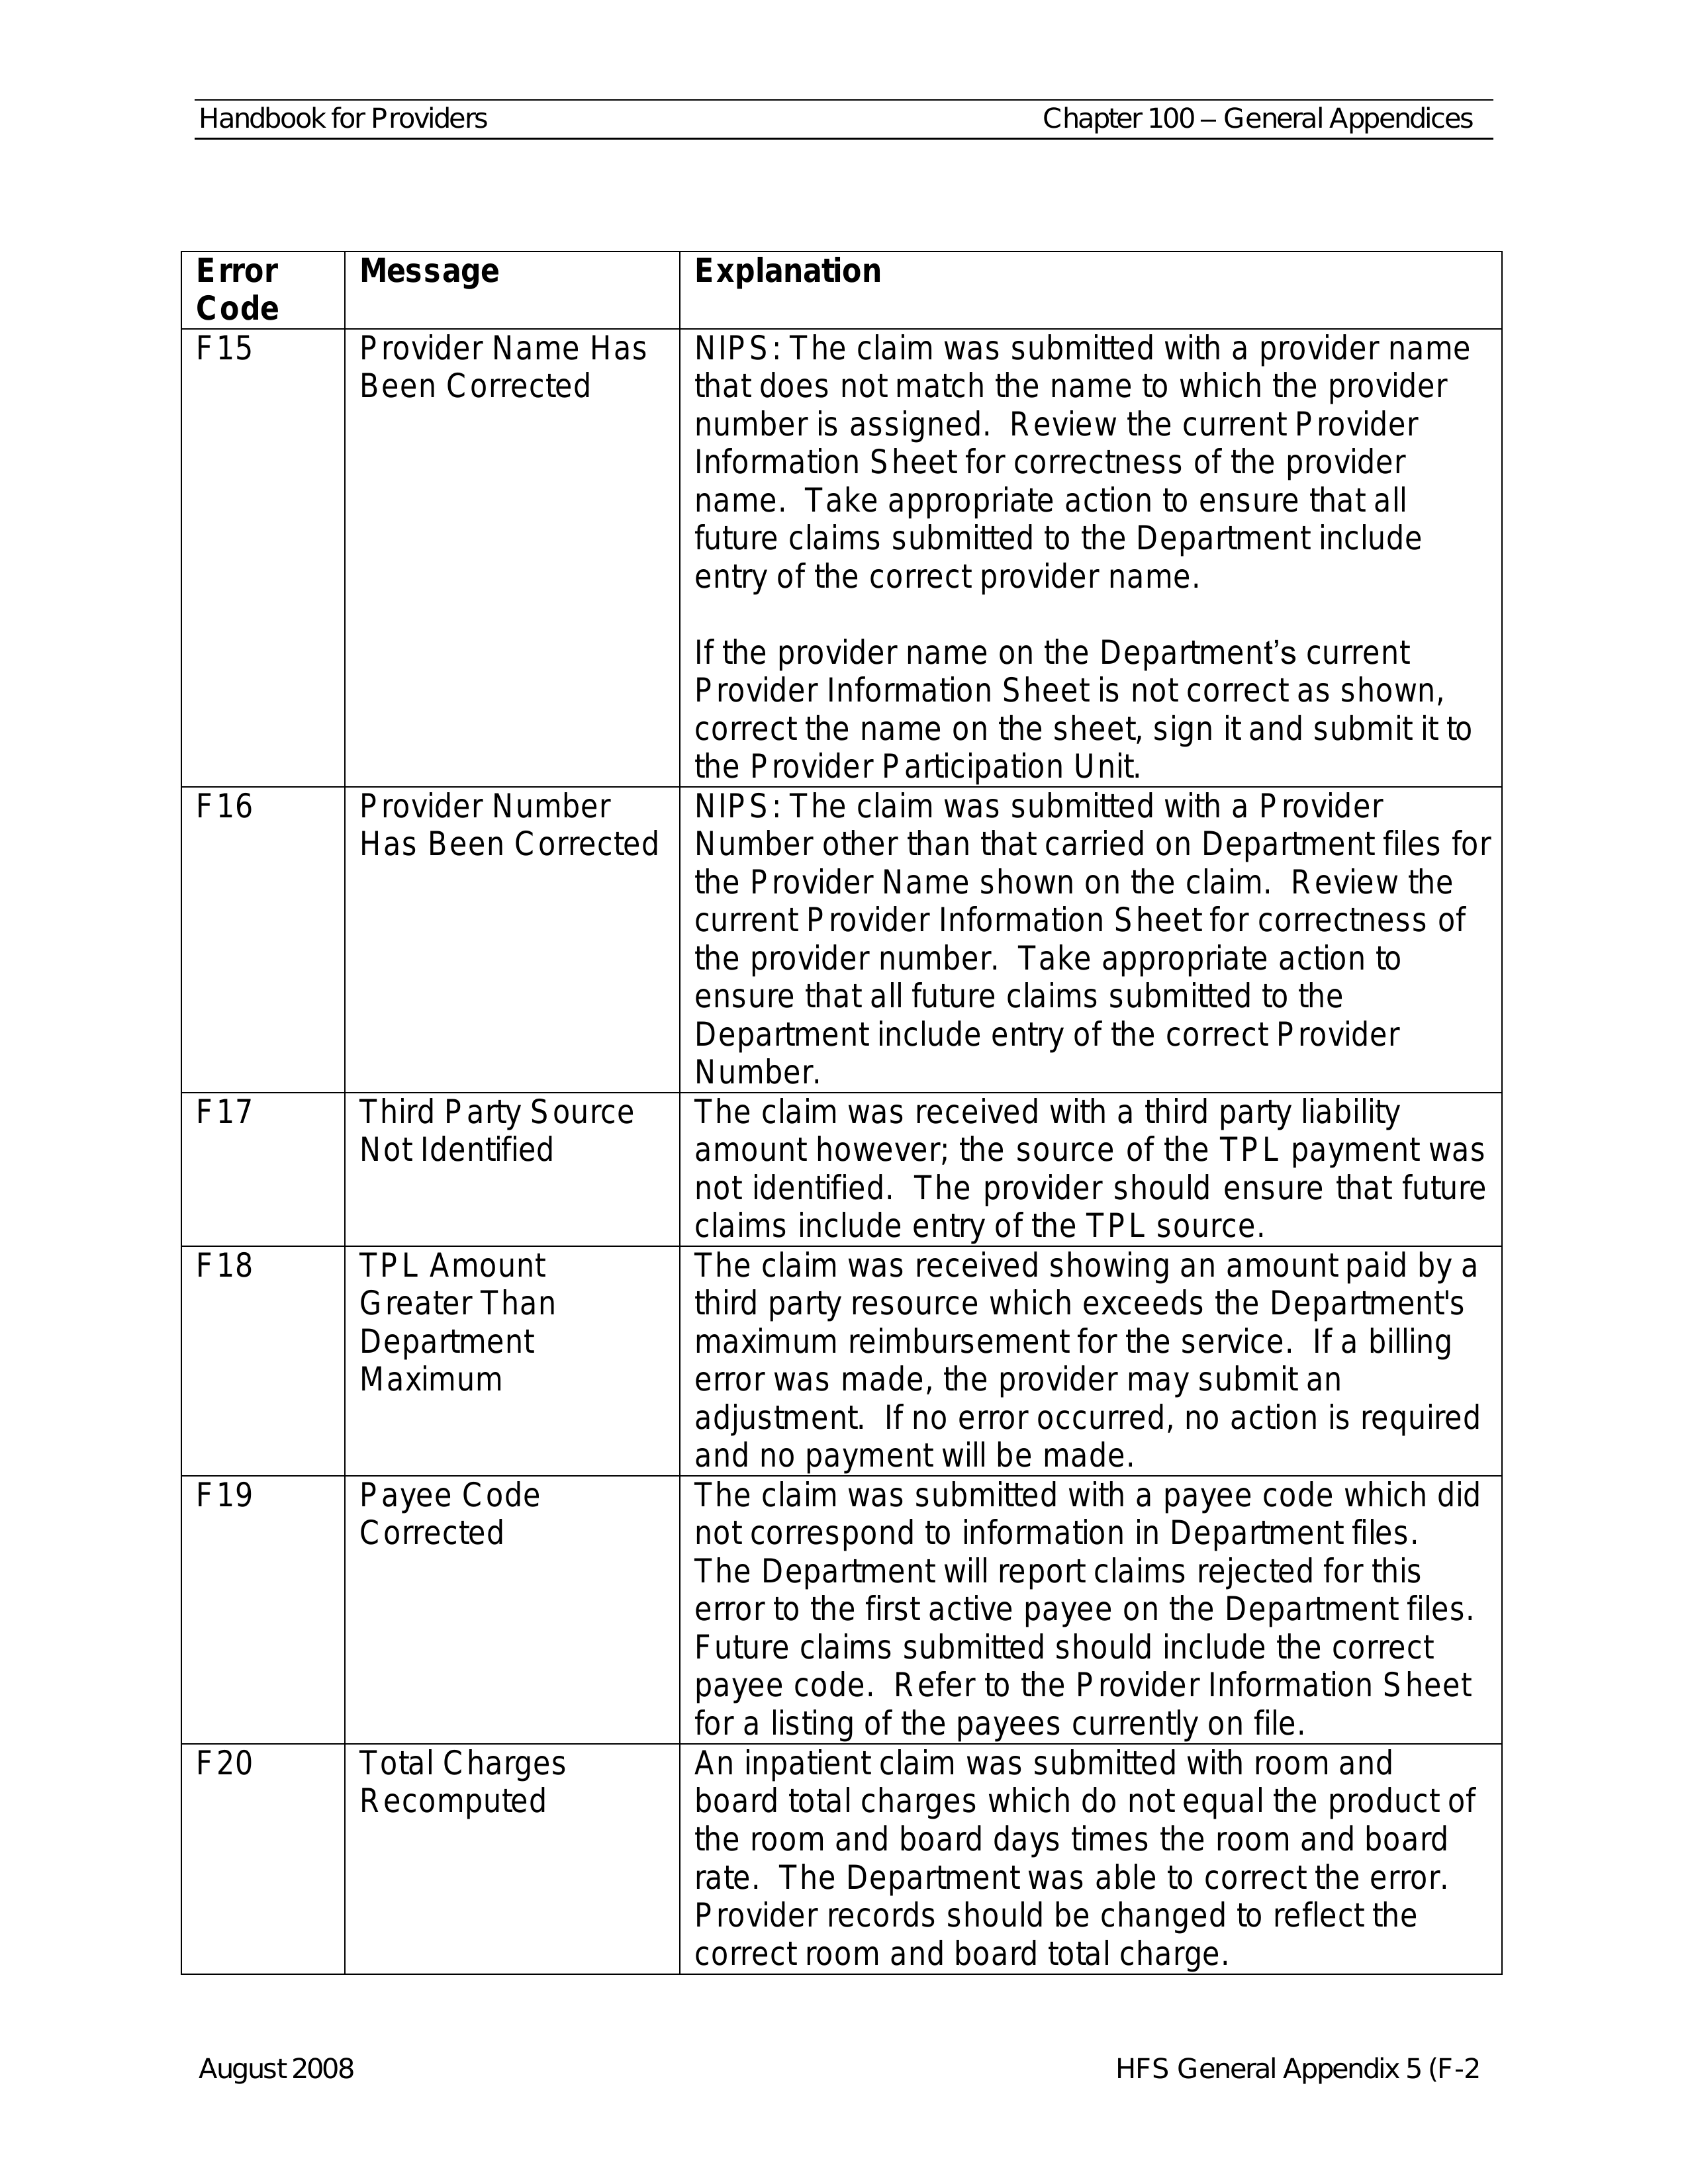 Handbook for Providers Chapter 100 – General Appendices
Error Code Message Explanation
F15 Provider Name Has Been Corrected
NIPS: The claim was submitted with a provider name
that does not match the name to which the provider
number is assigned.  Review the current Provider
Information Sheet for correctness of the provider
name.  Take appropriate action to ensure that all
future claims submitted to the Department include
entry of the correct provider name.
If the provider name on the Department’s current
Provider Information Sheet is not correct as shown,
correct the name on the sheet, sign it and submit it to
the Provider Participation Unit.
F16 Provider Number Has Been Corrected
NIPS: The claim was submitted with a Provider
Number other than that carried on Department files for
the Provider Name shown on the claim.  Review the
current Provider Information Sheet for correctness of
the provider number.  Take appropriate action to
ensure that all future claims submitted to the
Department include entry of the correct Provider
Number.
F17 Third Party Source Not Identified
The claim was received with a third party liability
amount however; the source of the TPL payment was
not identified.  The provider should ensure that future
claims include entry of the TPL source.
F18 TPL Amount Greater Than Department Maximum
The claim was received showing an amount paid by a
third party resource which exceeds the Department's
maximum reimbursement for the service.  If a billing
error was made, the provider may submit an
adjustment.  If no error occurred, no action is required
and no payment will be made.
F19 Payee Code Corrected
The claim was submitted with a payee code which did
not correspond to information in Department files.
The Department will report claims rejected for this
error to the first active payee on the Department files.
Future claims submitted should include the correct
payee code.  Refer to the Provider Information Sheet
for a listing of the payees currently on file.
F20 Total Charges Recomputed
An inpatient claim was submitted with room and
board total charges which do not equal the product of
the room and board days times the room and board
rate.  The Department was able to correct the error.
Provider records should be changed to reflect the
correct room and board total charge.
August 2008 HFS General Appendix 5 (F-2